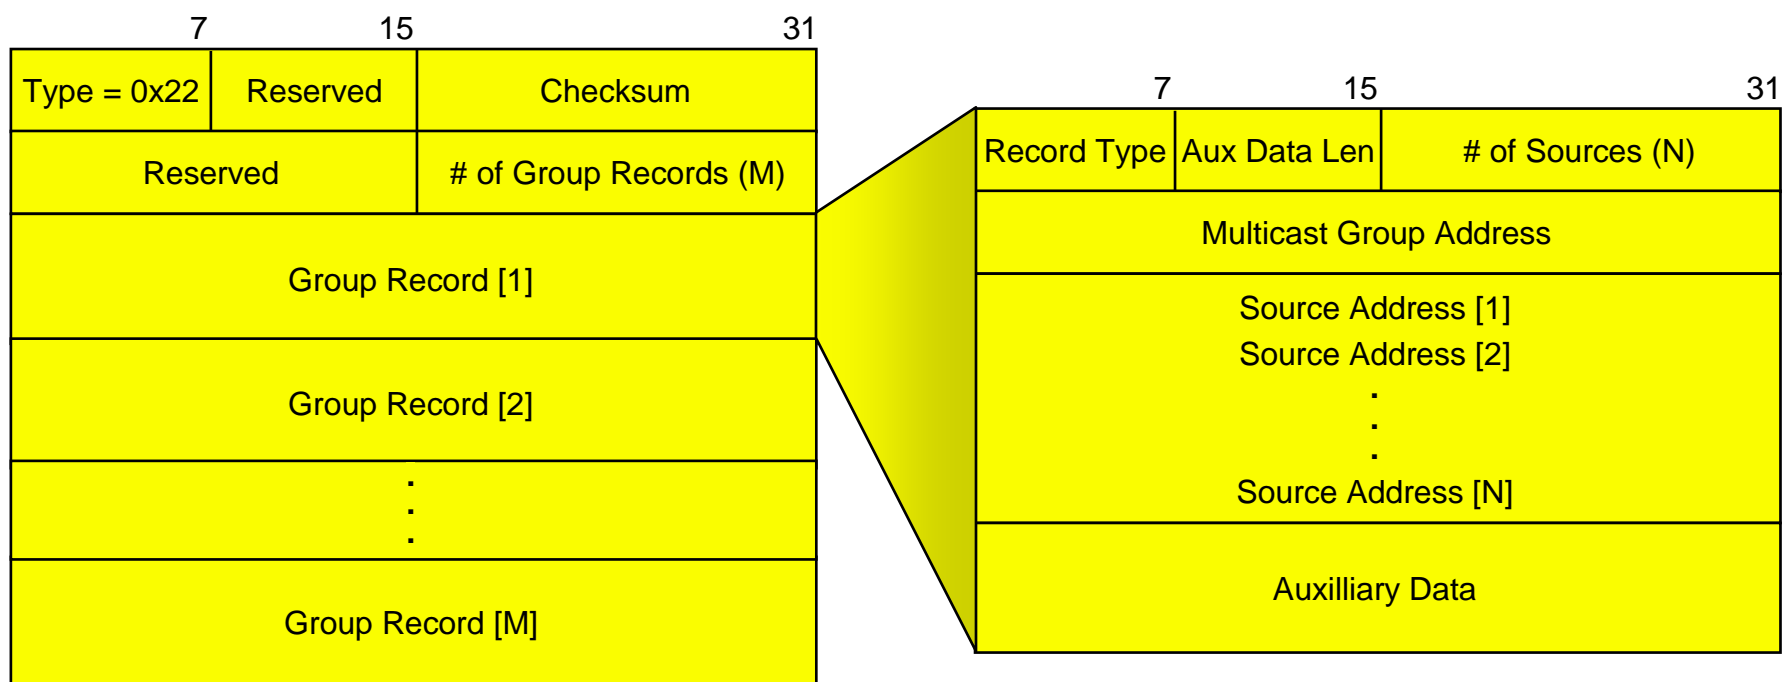 7 15 31
Type = 0x22 Reserved Checksum
Reserved # of Group Records (M)
Group Record [1]
Group Record [2]
.
.
.
Group Record [M]
7 15 31
Record Type Aux Data Len # of Sources (N)
Multicast Group Address
Source Address [1]
Source Address [2]
.
.
.
Source Address [N]
Auxilliary Data